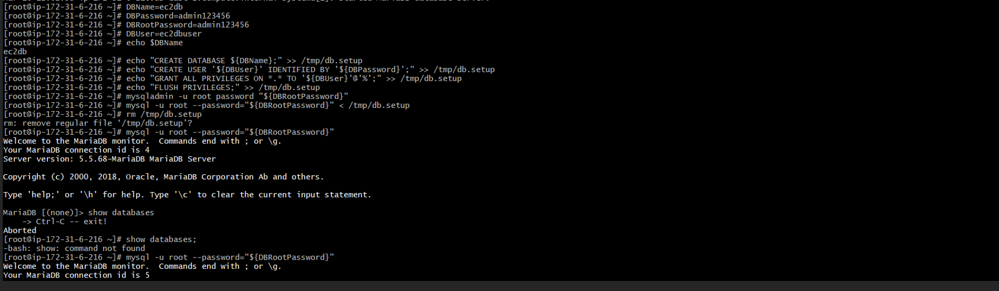 [root@ip-172-31-6-216 ~]# DBName=ec2db
[root@ip-172-31-6-216 ~]# DBPassword=admin123456
[root@ip-172-31-6-216 ~]# DBRootPassword=admin123456
[root@ip-172-31-6-216 ~]# DBUser=ec2dbuser
[root@ip-172-31-6-216 ~]# echo $DBName
ec2db
[root@ip-172-31-6-216 ~]# echo "CREATE DATABASE ${DBName};" >> /tmp/db.setup
[root@ip-172-31-6-216 ~]# echo "CREATE USER '${DBUser}' IDENTIFIED BY '${DBPassword}';" >> /tmp/db.setup
[root@ip-172-31-6-216 ~]# echo "GRANT ALL PRIVILEGES ON *.* TO '${DBUser}'@'%';" >> /tmp/db.setup
[root@ip-172-31-6-216 ~]# echo "FLUSH PRIVILEGES;" >> /tmp/db.setup
[root@ip-172-31-6-216 ~]# mysqladmin -u root password "${DBRootPassword}"
[root@ip-172-31-6-216 ~]# mysql -u root --password="${DBRootPassword}" < /tmp/db.setup
[root@ip-172-31-6-216 ~]# rm /tmp/db.setup
rm: remove regular file ‘/tmp/db.setup’?
[root@ip-172-31-6-216 ~]# mysql -u root --password="${DBRootPassword}"
Welcome to the MariaDB monitor.  Commands end with ; or \g.
Your MariaDB connection id is 4
Server version: 5.5.68-MariaDB MariaDB Server
Copyright (c) 2000, 2018, Oracle, MariaDB Corporation Ab and others.
Type 'help;' or '\h' for help. Type '\c' to clear the current input statement.
MariaDB [(none)]> show databases
    -> Ctrl-C -- exit!
Aborted
[root@ip-172-31-6-216 ~]# show databases;
-bash: show: command not found
[root@ip-172-31-6-216 ~]# mysql -u root --password="${DBRootPassword}"
Welcome to the MariaDB monitor.  Commands end with ; or \g.
Your MariaDB connection id is 5